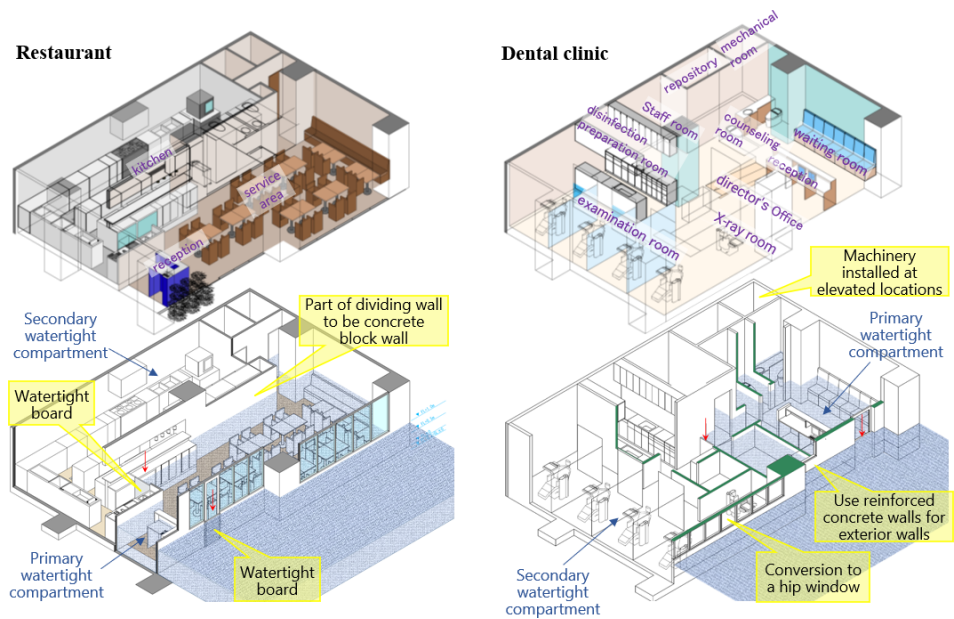 Restaurant
kitchen
service
area
reception
Secondary
watertight
compartment
Part of dividing wall
to be concrete
block wall
Watertight
board
Primary
watertight
compartment
Watertight
board
Dental clinic
mechanical
room
repository
Staff room
disinfection
preparation room
counseling
room
waiting room
reception
director's Office
X-ray room
examination room
Machinery
installed at
elevated locations
Primary
watertight
compartment
Use reinforced
concrete walls for
exterior walls
Conversion to
a hip window
Secondary
watertight
compartment